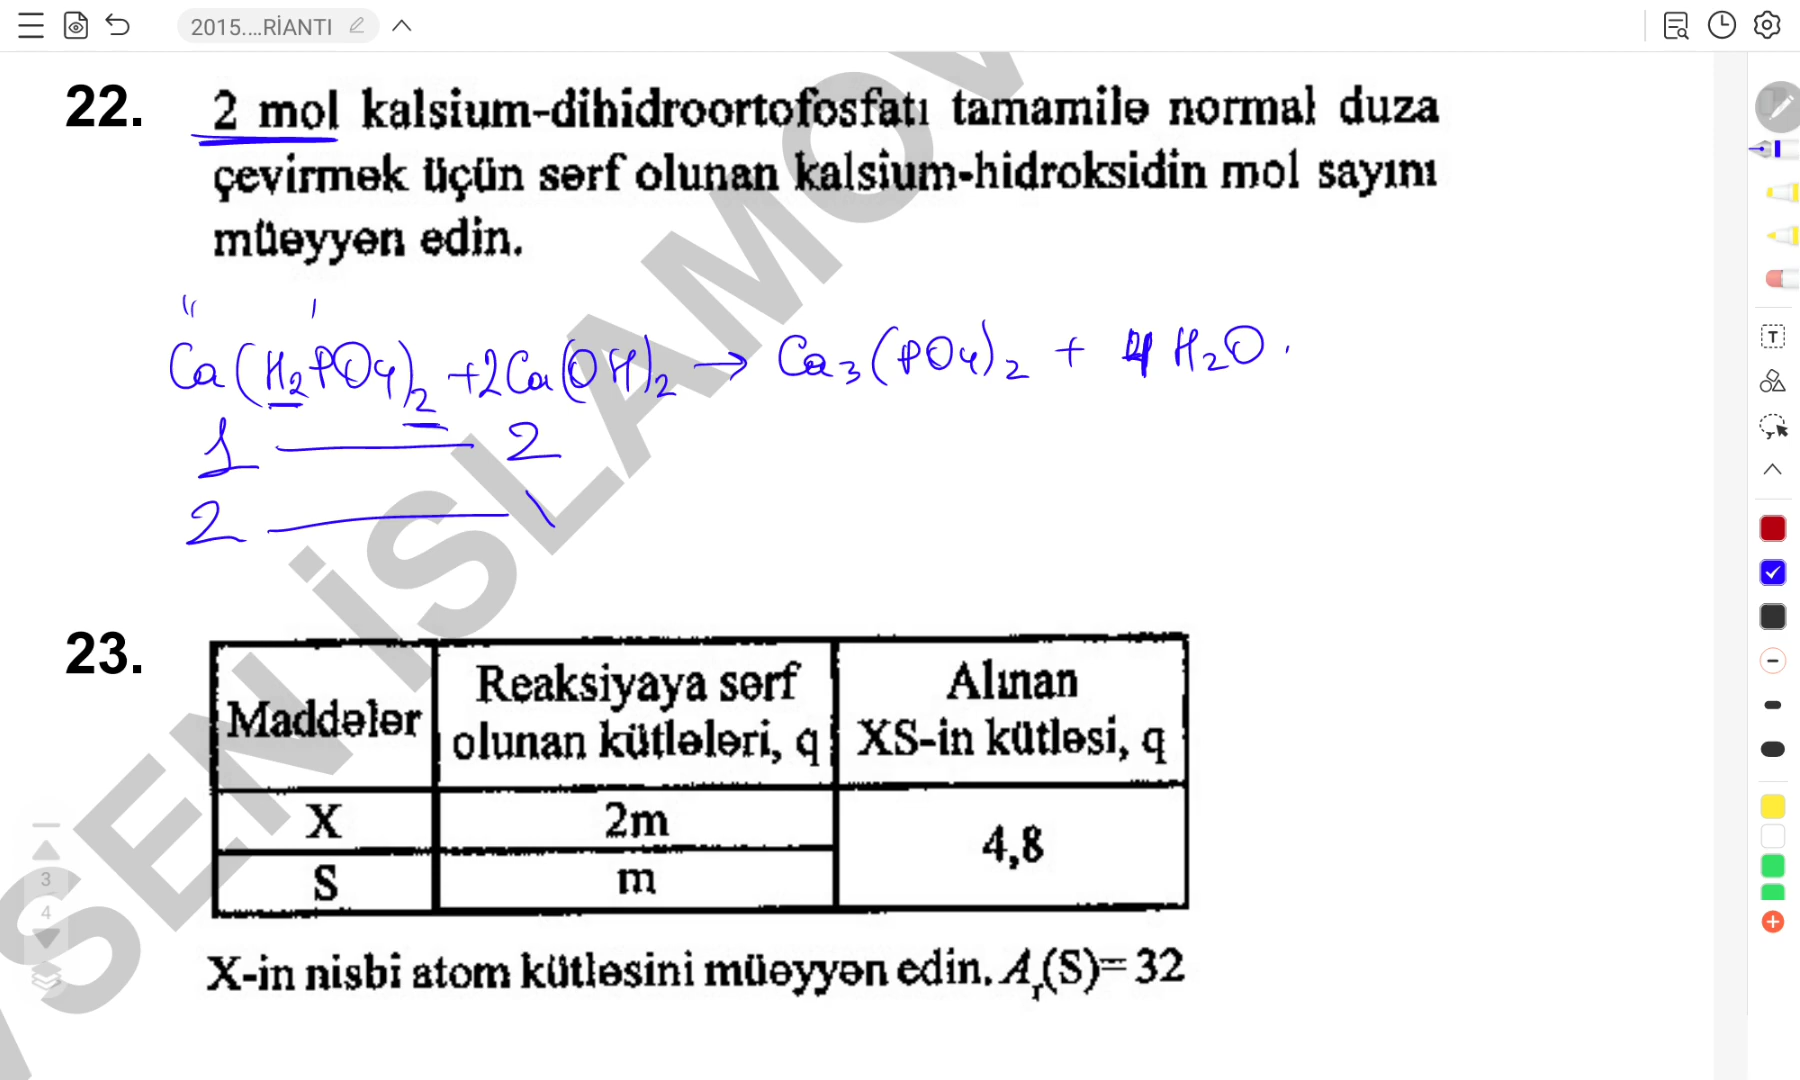 2015....RİANTI
22. 2 mol kalsium-dihidroortofosfatı tamamilə normal duza
çevirmək üçün sərf olunan kalsium-hidroksidin mol sayını
müəyyən edin.
Ca(H₂PO₄)₂ +2Ca(OH)₂ → Ca₃(PO₄)₂ + 4H₂O.
1 — 2
2 —
23.
Maddələr
Reaksiyaya sərf
olunan kütlələri, q
Alınan
XS-in kütləsi, q
X 2m
4,8
S m
X-in nisbi atom kütləsini müəyyən edin. Aᵣ(S)= 32
VSEN İSLAMOV
3
4
T